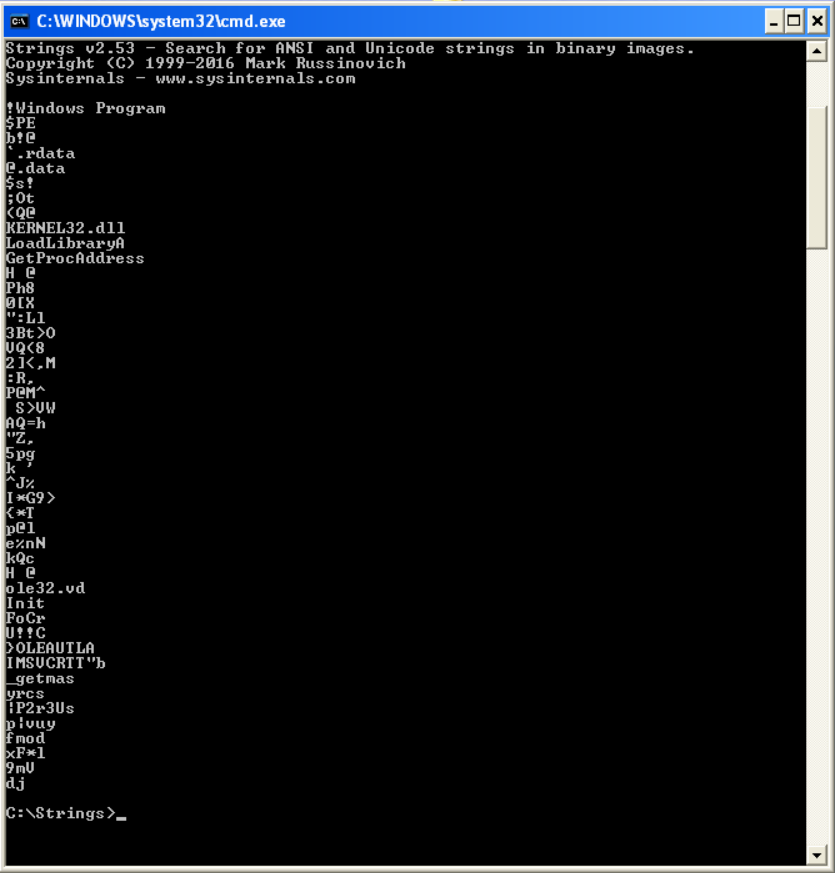 C:\WINDOWS\system32\cmd.exe
Strings v2.53 - Search for ANSI and Unicode strings in binary images.
Copyright (C) 1999-2016 Mark Russinovich
Sysinternals - www.sysinternals.com
!Windows Program
$PE
b!@
`.rdata
@.data
$s!
;Ot
<Q@
KERNEL32.dll
LoadLibraryA
GetProcAddress
H @
Ph8
0[X
":Ll
3Bt>O
VQ<8
2]<,M
:R,
P@M^
S>VW
AQ=h
"Z,
5pg
k '
^J%
I*G9>
{*T
p@l
e%nN
kQc
H @
ole32.vd
Init
FoCr
U!!C
>OLEAUTLA
IMSVCRTT"b
_getmas
yrcs
|P2r3Us
p|vuy
fmod
xF*l
9mV
dj
C:\Strings>_